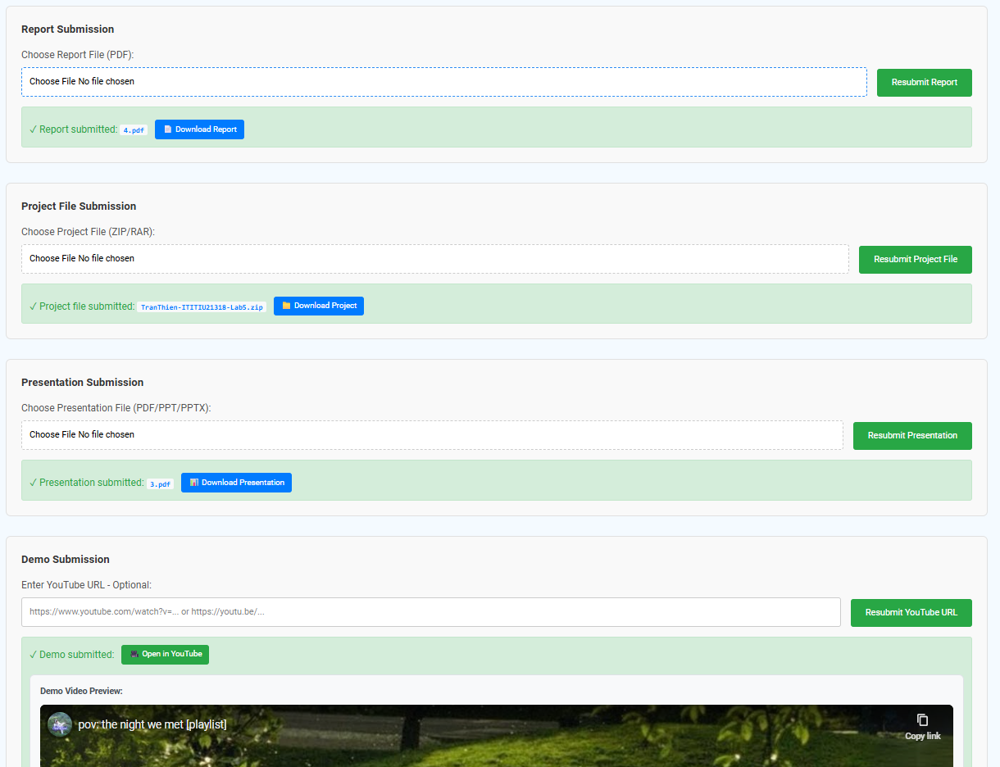 Report Submission
Choose Report File (PDF):
Choose File No file chosen
Resubmit Report
✓ Report submitted: 4.pdf Download Report
Project File Submission
Choose Project File (ZIP/RAR):
Choose File No file chosen
Resubmit Project File
✓ Project file submitted: TranThien-ITITIU21318-Lab5.zip Download Project
Presentation Submission
Choose Presentation File (PDF/PPT/PPTX):
Choose File No file chosen
Resubmit Presentation
✓ Presentation submitted: 3.pdf Download Presentation
Demo Submission
Enter YouTube URL - Optional:
https://www.youtube.com/watch?v=... or https://youtu.be/...
Resubmit YouTube URL
✓ Demo submitted: Open in YouTube
Demo Video Preview:
pov: the night we met [playlist]
Copy link